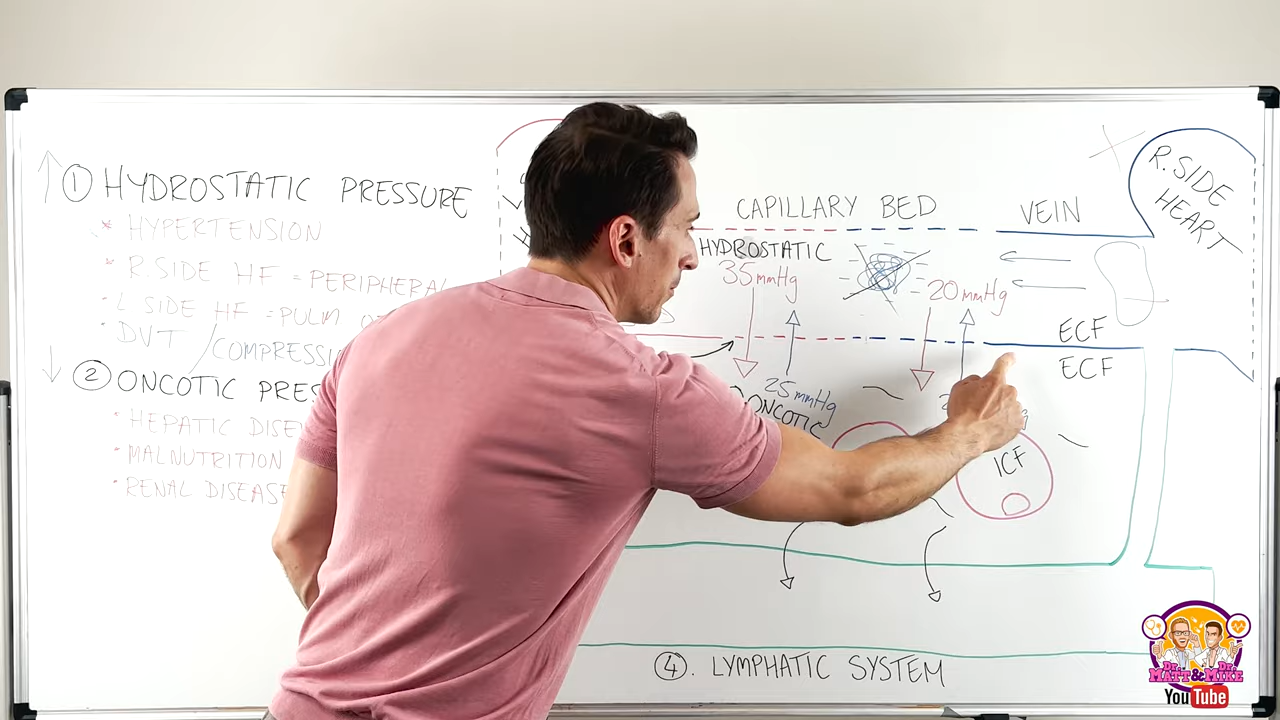 ① HYDROSTATIC PRESSURE
* HYPERTENSION
* R.SIDE HF = PERIPHERAL
· L SIDE HF = PULM
· DVT / COMPRESSI
② ONCOTIC PRES
* HEPATIC DISE
* MALNUTRITION
* RENAL DISEASE
CAPILLARY BED
VEIN
R.SIDE
HEART
HYDROSTATIC
35mmHg
20mmHg
ECF
ECF
25mmHg
ONCOTIC
ICF
④. LYMPHATIC SYSTEM
Dr. Dr.
MATT&MIKE
YouTube